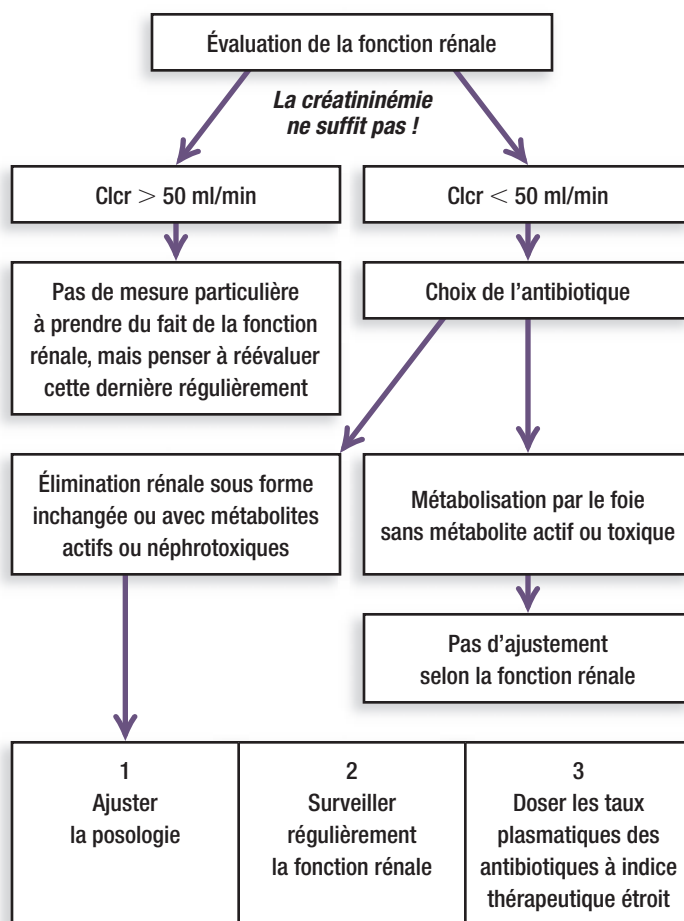 Évaluation de la fonction rénale
La créatininémie
ne suffit pas !
Clcr > 50 ml/min
Clcr < 50 ml/min
Pas de mesure particulière
à prendre du fait de la fonction
rénale, mais penser à réévaluer
cette dernière régulièrement
Choix de l’antibiotique
Élimination rénale sous forme
inchangée ou avec métabolites
actifs ou néphrotoxiques
Métabolisation par le foie
sans métabolite actif ou toxique
Pas d’ajustement
selon la fonction rénale
1
Ajuster
la posologie
2
Surveiller
régulièrement
la fonction rénale
3
Doser les taux
plasmatiques des
antibiotiques à indice
thérapeutique étroit